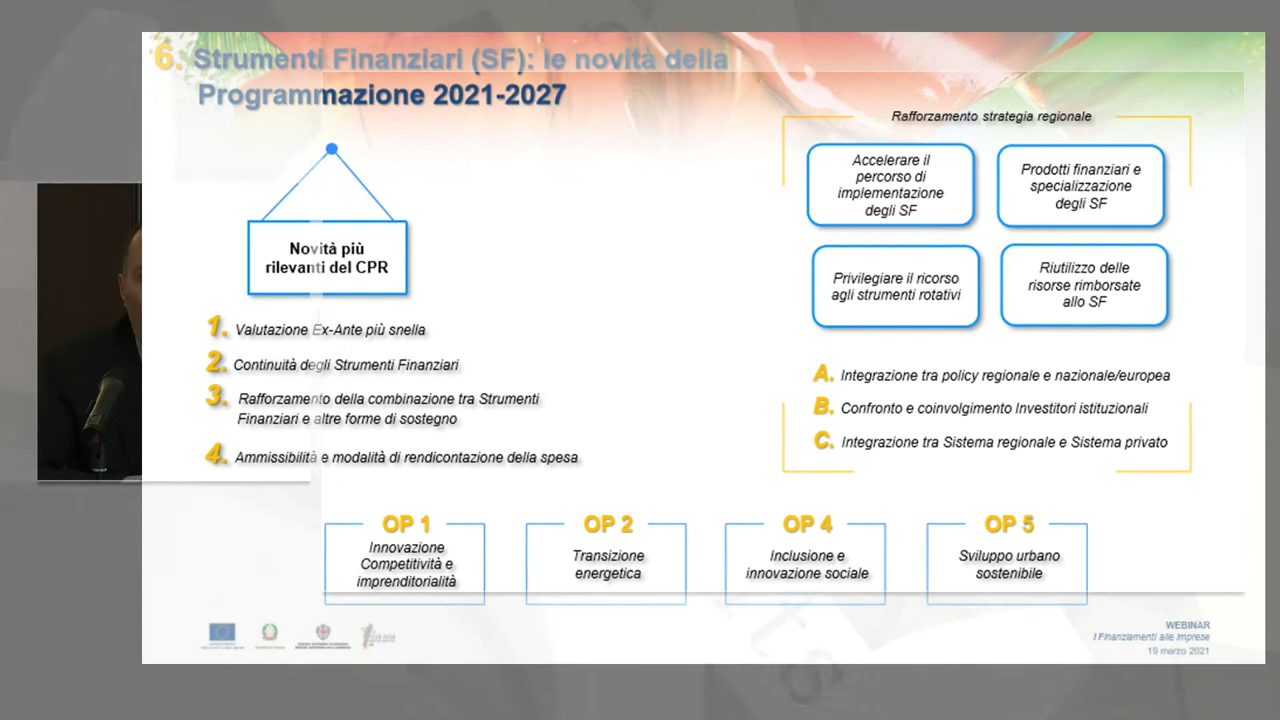 6. Strumenti Finanziari (SF): le novità della
Programmazione 2021-2027
Novità più
rilevanti del CPR
1. Valutazione Ex-Ante più snella
2. Continuità degli Strumenti Finanziari
3. Rafforzamento della combinazione tra Strumenti
Finanziari e altre forme di sostegno
4. Ammissibilità e modalità di rendicontazione della spesa
Rafforzamento strategia regionale
Accelerare il
percorso di
implementazione
degli SF
Prodotti finanziari e
specializzazione
degli SF
Privilegiare il ricorso
agli strumenti rotativi
Riutilizzo delle
risorse rimborsate
allo SF
A. Integrazione tra policy regionale e nazionale/europea
B. Confronto e coinvolgimento Investitori istituzionali
C. Integrazione tra Sistema regionale e Sistema privato
OP 1
Innovazione
Competitività e
imprenditorialità
OP 2
Transizione
energetica
OP 4
Inclusione e
innovazione sociale
OP 5
Sviluppo urbano
sostenibile
WEBINAR
I Finanziamenti alle Imprese
19 marzo 2021